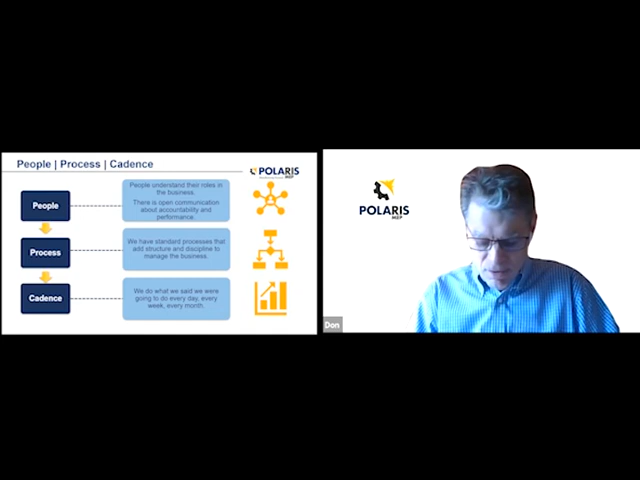 People | Process | Cadence
POLARIS
MEP
People
People understand their roles in
the business.
There is open communication
about accountability and
performance.
Process
We have standard processes that
add structure and discipline to
manage the business.
Cadence
We do what we said we were
going to do every day, every
week, every month.
POLARIS
MEP
Don